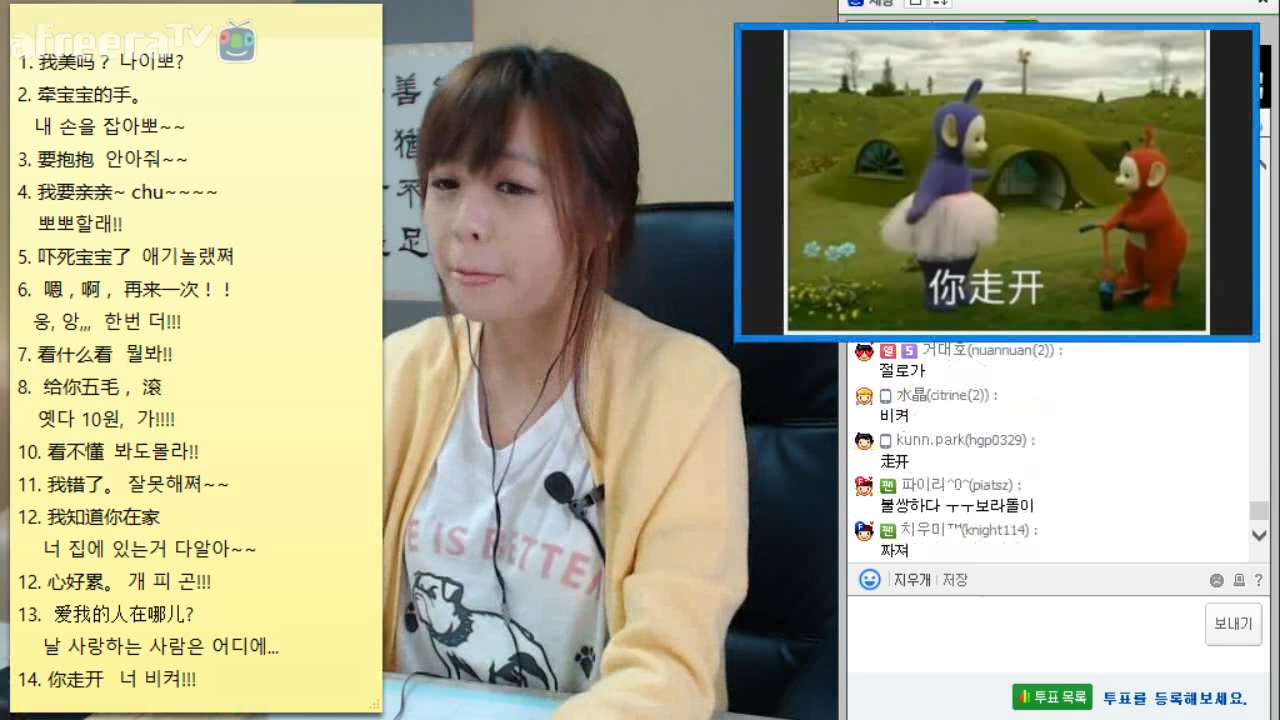 afreecaTV
1. 我美吗？ 나이뽀?
2. 牵宝宝的手。
내 손을 잡아뽀~~
3. 要抱抱 안아줘~~
4. 我要亲亲~ chu~~~~
뽀뽀할래!!
5. 吓死宝宝了 애기놀랬쪄
6. 嗯，啊，再来一次！！
웅, 앙,,, 한번 더!!!
7. 看什么看 뭘봐!!
8. 给你五毛，滚
옛다 10원, 가!!!!
10. 看不懂 봐도몰라!!
11. 我错了。 잘못해쪄~~
12. 我知道你在家
너 집에 있는거 다알아~~
12. 心好累。 개 피 곤!!!
13. 爱我的人在哪儿?
날 사랑하는 사람은 어디에...
14. 你走开 너 비켜!!!
善
猶
不
足
E IS BETTE
你走开
열 5 거대호(nuannuan(2)) :
절로가
水晶(citrine(2)) :
비켜
kunn.park(hgp0329) :
走开
팬 파이리^0^(piatsz) :
불쌍하다 ㅜㅜ보라돌이
팬 치우미™(knight114) :
짜져
지우개 저장
?
보내기
투표 목록 투표를 등록해보세요.